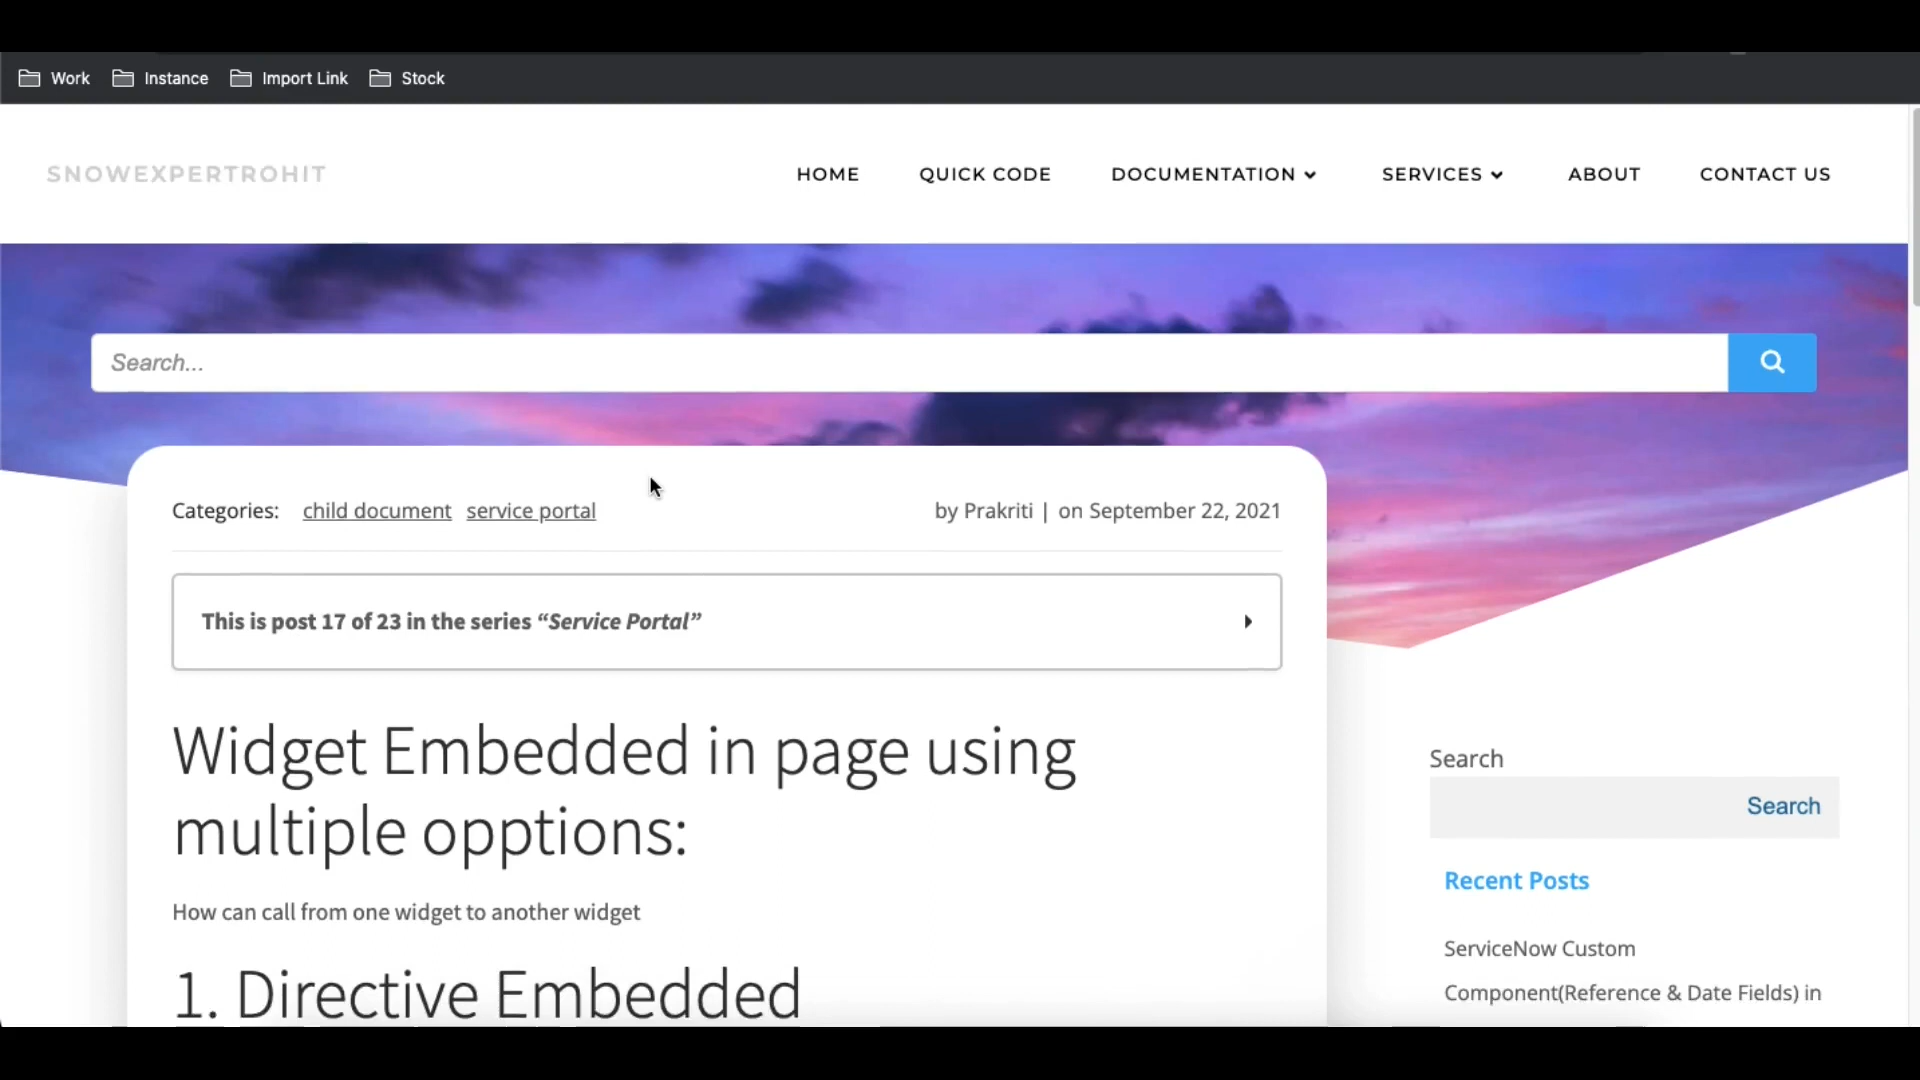 Work Instance Import Link Stock
SNOWEXPERTROHIT HOME QUICK CODE DOCUMENTATION SERVICES ABOUT CONTACT US
Search...
Categories: child document service portal by Prakriti | on September 22, 2021
This is post 17 of 23 in the series “Service Portal”
Widget Embedded in page using
multiple opptions:
How can call from one widget to another widget
1. Directive Embedded
Search
Search
Recent Posts
ServiceNow Custom
Component(Reference & Date Fields) in